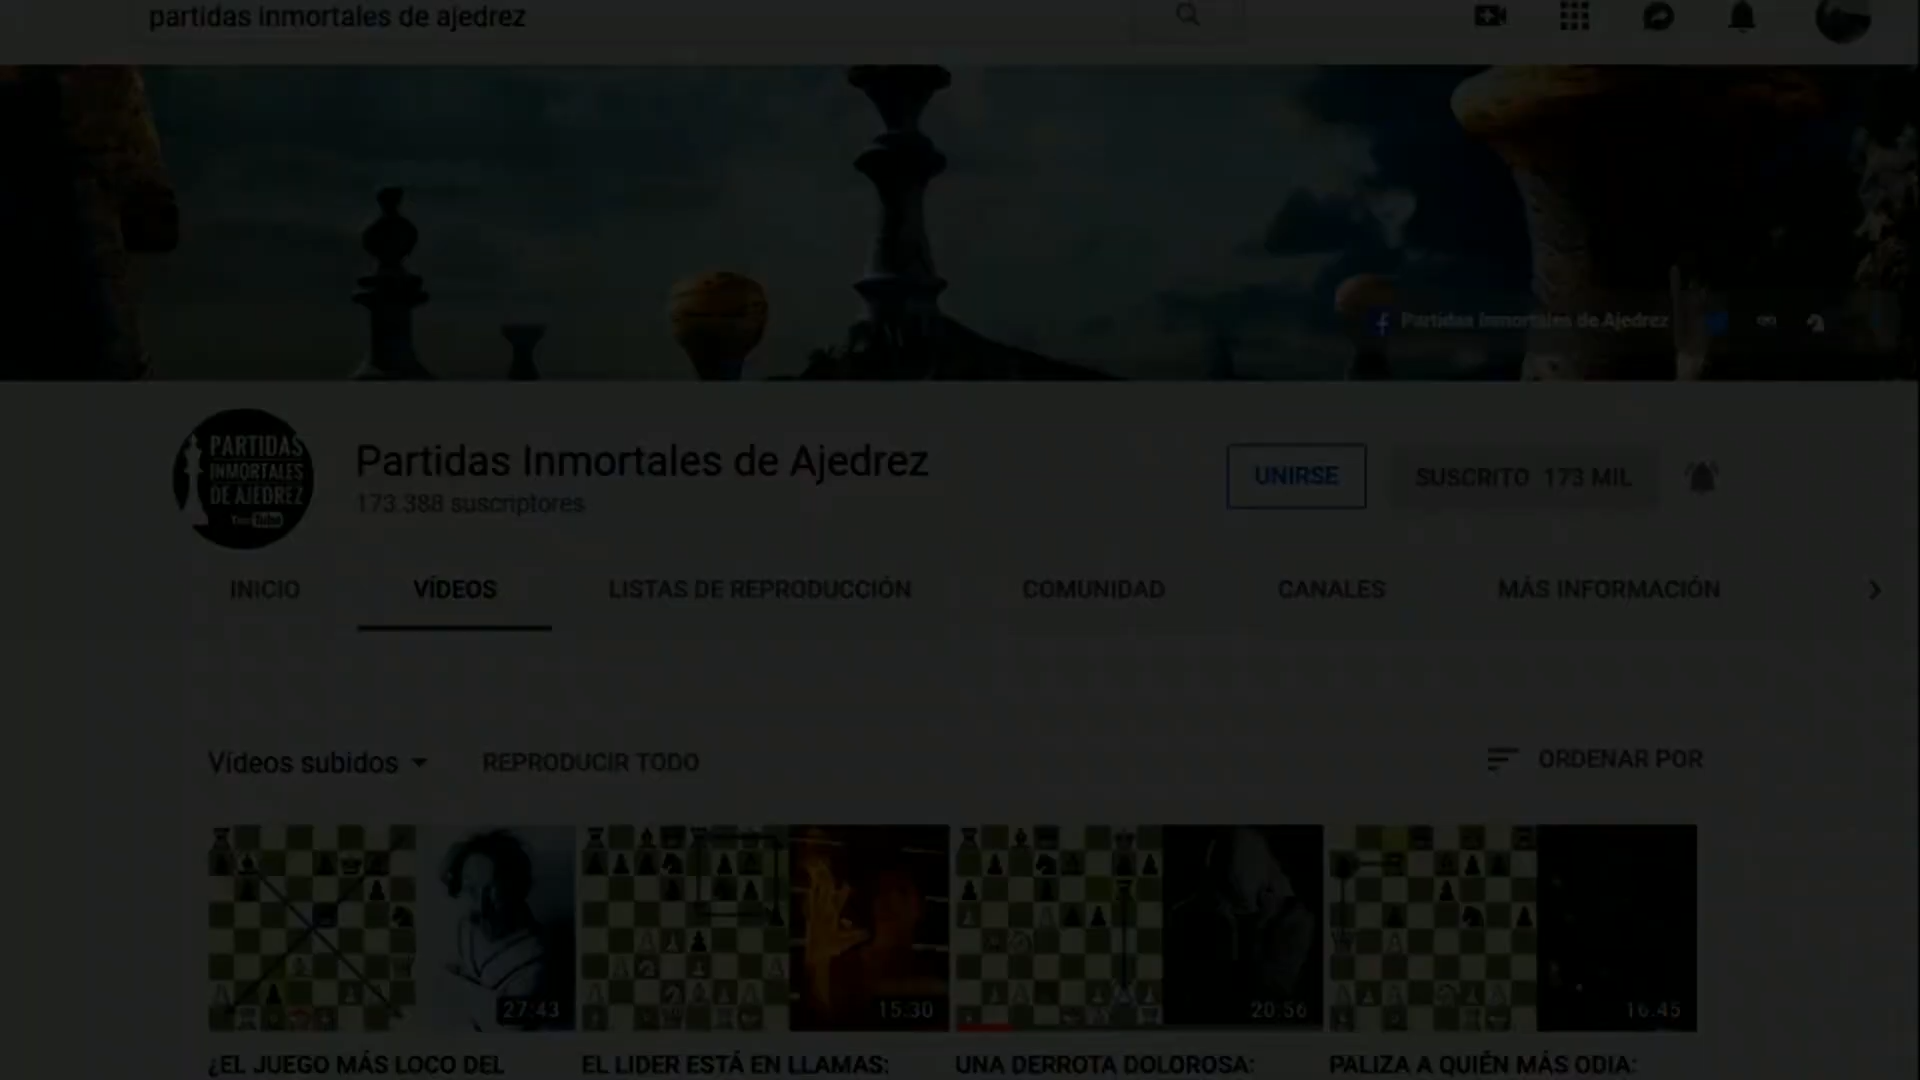 partidas inmortales de ajedrez
Partidas Inmortales de Ajedrez
PARTIDAS
INMORTALES
DE AJEDREZ
YouTube
Partidas Inmortales de Ajedrez
173.388 suscriptores
UNIRSE
SUSCRITO 173 MIL
INICIO
VÍDEOS
LISTAS DE REPRODUCCIÓN
COMUNIDAD
CANALES
MÁS INFORMACIÓN
Vídeos subidos
REPRODUCIR TODO
ORDENAR POR
27:43
15:30
20:56
16:45
¿EL JUEGO MÁS LOCO DEL
EL LIDER ESTÁ EN LLAMAS:
UNA DERROTA DOLOROSA:
PALIZA A QUIÉN MÁS ODIA: